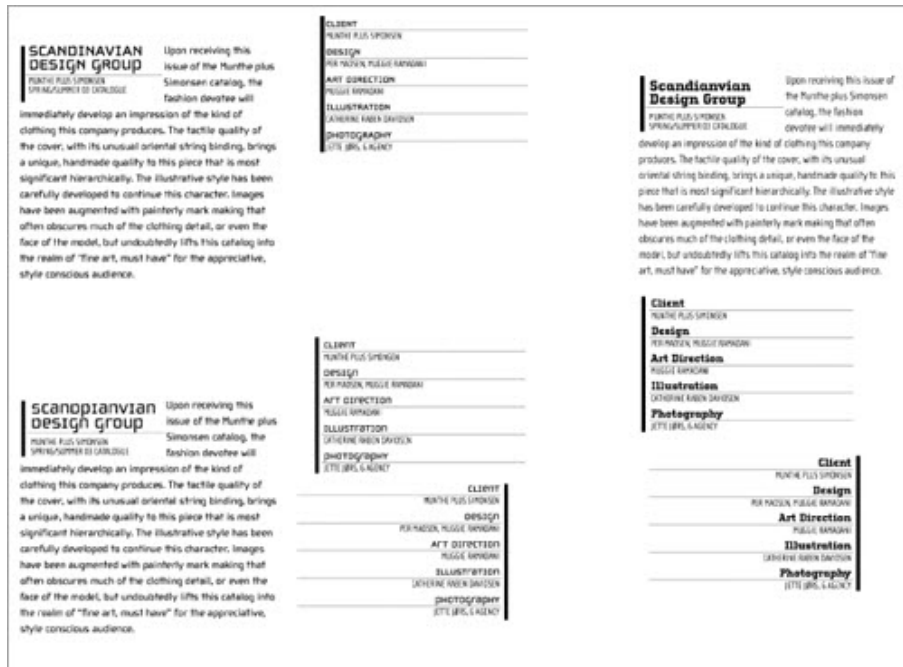 SCANDINAVIAN
DESIGN GROUP
MUNTHE PLUS SIMONSEN
SPRING/SUMMER 03 CATALOGUE
Upon receiving this
issue of the Munthe plus
Simonsen catalog, the
fashion devotee will
immediately develop an impression of the kind of
clothing this company produces. The tactile quality of
the cover, with its unusual oriental string binding, brings
a unique, handmade quality to this piece that is most
significant hierarchically. The illustrative style has been
carefully developed to continue this character. Images
have been augmented with painterly mark making that
often obscures much of the clothing detail, or even the
face of the model, but undoubtedly lifts this catalog into
the realm of "fine art, must have" for the appreciative,
style conscious audience.
CLIENT
MUNTHE PLUS SIMONSEN
DESIGN
PER MADSEN, MUGGIE RAMADANI
ART DIRECTION
MUGGIE RAMADANI
ILLUSTRATION
CATHERINE RABEN DAVIDSEN
PHOTOGRAPHY
JETTE JØRS, G AGENCY
Scandianvian
Design Group
MUNTHE PLUS SIMONSEN
SPRING/SUMMER 03 CATALOGUE
Upon receiving this issue of
the Munthe plus Simonsen
catalog, the fashion
devotee will immediately
develop an impression of the kind of clothing this company
produces. The tactile quality of the cover, with its unusual
oriental string binding, brings a unique, handmade quality to this
piece that is most significant hierarchically. The illustrative style
has been carefully developed to continue this character. Images
have been augmented with painterly mark making that often
obscures much of the clothing detail, or even the face of the
model, but undoubtedly lifts this catalog into the realm of "fine
art, must have" for the appreciative, style conscious audience.
Client
MUNTHE PLUS SIMONSEN
Design
PER MADSEN, MUGGIE RAMADANI
Art Direction
MUGGIE RAMADANI
Illustration
CATHERINE RABEN DAVIDSEN
Photography
JETTE JØRS, G AGENCY
scandianvian
design group
MUNTHE PLUS SIMONSEN
SPRING/SUMMER 03 CATALOGUE
Upon receiving this
issue of the Munthe plus
Simonsen catalog, the
fashion devotee will
immediately develop an impression of the kind of
clothing this company produces. The tactile quality of
the cover, with its unusual oriental string binding, brings
a unique, handmade quality to this piece that is most
significant hierarchically. The illustrative style has been
carefully developed to continue this character. Images
have been augmented with painterly mark making that
often obscures much of the clothing detail, or even the
face of the model, but undoubtedly lifts this catalog into
the realm of "fine art, must have" for the appreciative,
style conscious audience.
CLIENT
MUNTHE PLUS SIMONSEN
DESIGN
PER MADSEN, MUGGIE RAMADANI
ART DIRECTION
MUGGIE RAMADANI
ILLUSTRATION
CATHERINE RABEN DAVIDSEN
PHOTOGRAPHY
JETTE JØRS, G AGENCY
CLIENT
MUNTHE PLUS SIMONSEN
DESIGN
PER MADSEN, MUGGIE RAMADANI
ART DIRECTION
MUGGIE RAMADANI
ILLUSTRATION
CATHERINE RABEN DAVIDSEN
PHOTOGRAPHY
JETTE JØRS, G AGENCY
Client
MUNTHE PLUS SIMONSEN
Design
PER MADSEN, MUGGIE RAMADANI
Art Direction
MUGGIE RAMADANI
Illustration
CATHERINE RABEN DAVIDSEN
Photography
JETTE JØRS, G AGENCY